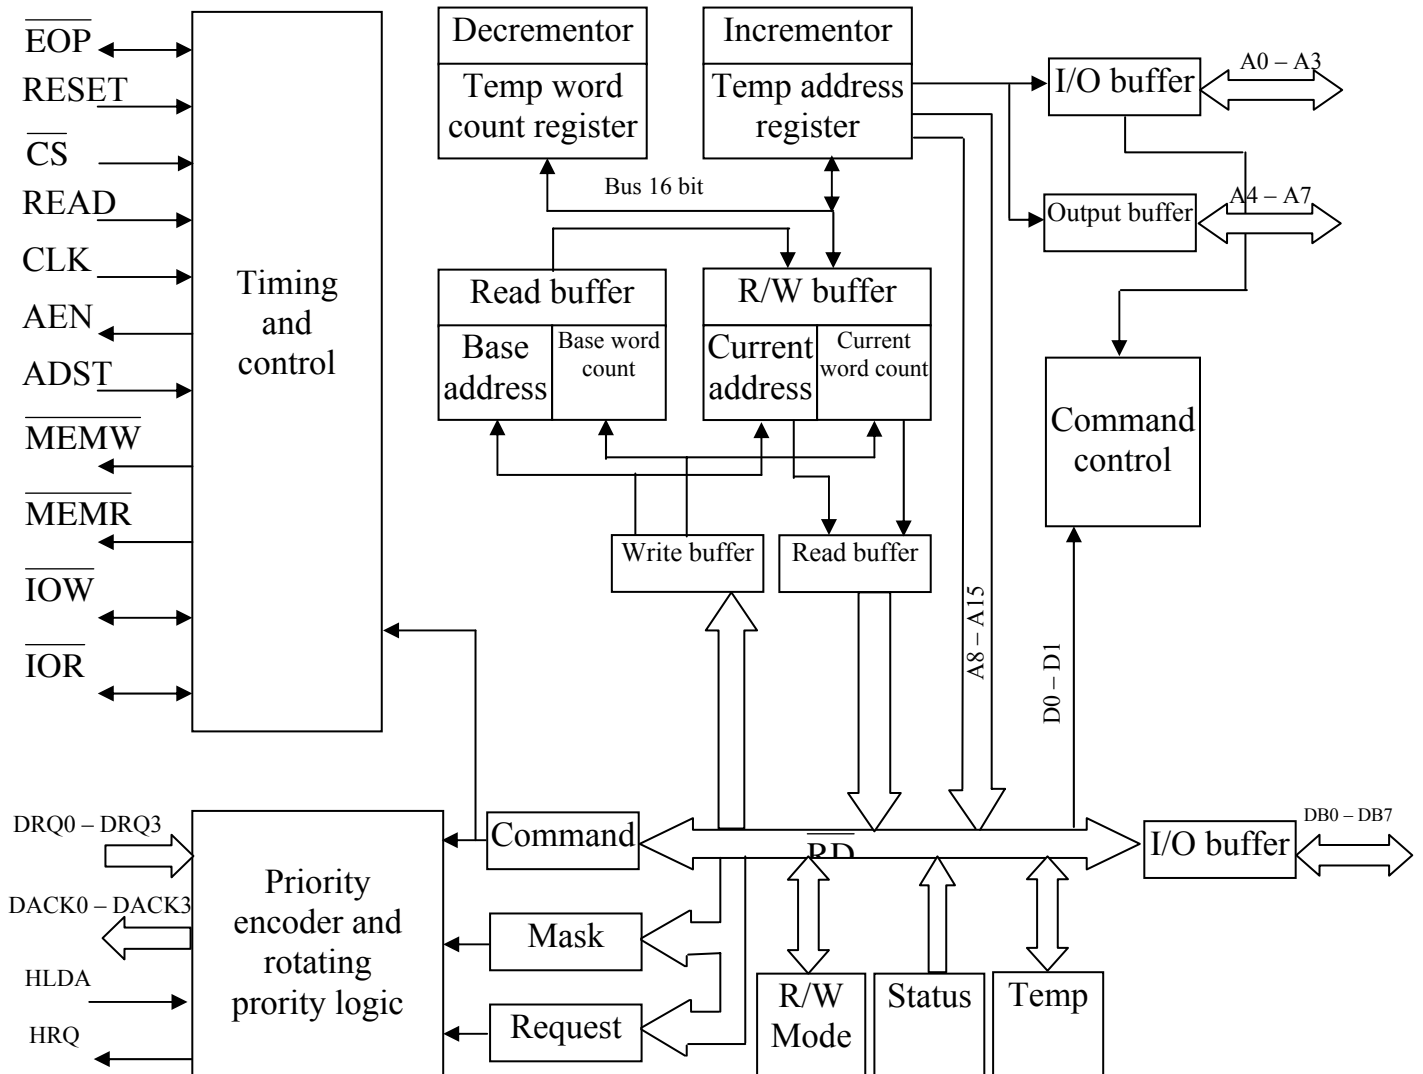 EOP
RESET
CS
READ
CLK
AEN
ADST
MEMW
MEMR
IOW
IOR
Timing
and
control
Decrementor
Temp word
count register
Incrementor
Temp address
register
Bus 16 bit
I/O buffer
A0 – A3
Output buffer
A4 – A7
Read buffer
Base
address
Base word
count
R/W buffer
Current
address
Current
word count
Command
control
Write buffer
Read buffer
A8 – A15
D0 – D1
DRQ0 – DRQ3
DACK0 – DACK3
HLDA
HRQ
Priority
encoder and
rotating
prority logic
Command
RD
I/O buffer
DB0 – DB7
Mask
Request
R/W
Mode
Status
Temp